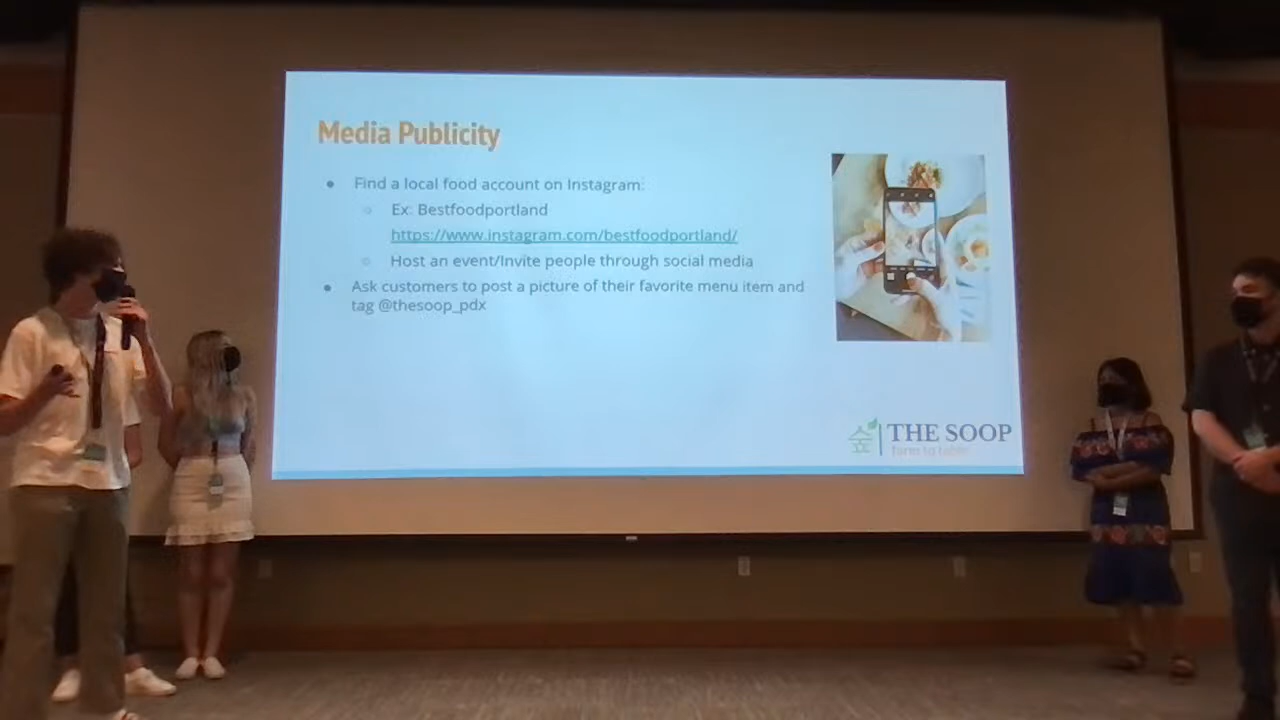 Media Publicity
Find a local food account on Instagram:
Ex: Bestfoodportland
https://www.instagram.com/bestfoodportland/
Host an event/Invite people through social media
Ask customers to post a picture of their favorite menu item and
tag @thesoop_pdx
숲 THE SOOP
farm to table